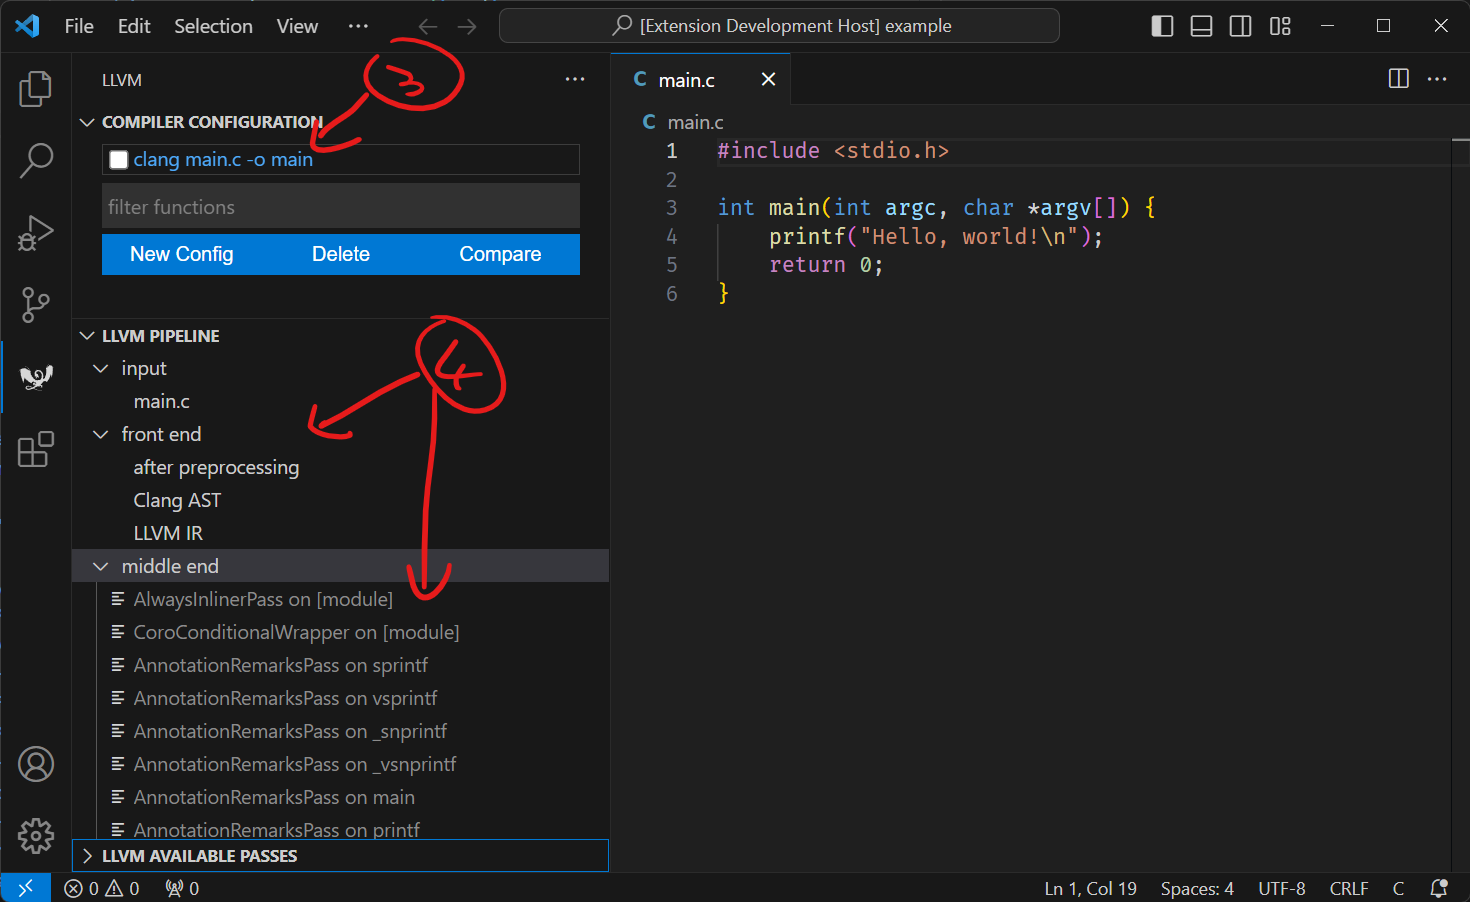 File Edit Selection View ··· [Extension Development Host] example
LLVM ···
3
COMPILER CONFIGURATION
clang main.c -o main
filter functions
New Config Delete Compare
LLVM PIPELINE
4
input
main.c
front end
after preprocessing
Clang AST
LLVM IR
middle end
AlwaysInlinerPass on [module]
CoroConditionalWrapper on [module]
AnnotationRemarksPass on sprintf
AnnotationRemarksPass on vsprintf
AnnotationRemarksPass on _snprintf
AnnotationRemarksPass on _vsnprintf
AnnotationRemarksPass on main
AnnotationRemarksPass on printf
LLVM AVAILABLE PASSES
C main.c
C main.c
1 #include <stdio.h>
2
3 int main(int argc, char *argv[]) {
4 printf("Hello, world!\n");
5 return 0;
6 }
0 0 0 Ln 1, Col 19 Spaces: 4 UTF-8 CRLF C